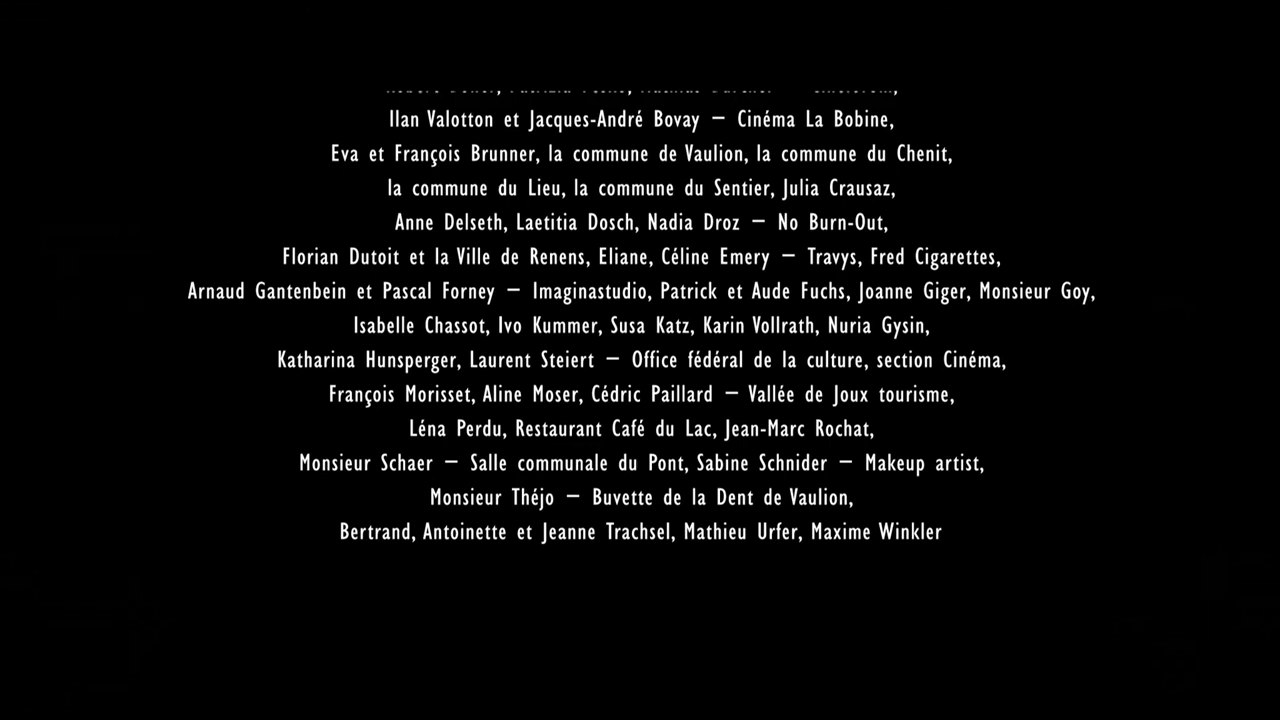 Ilan Valotton et Jacques-André Bovay — Cinéma La Bobine,
Eva et François Brunner, la commune de Vaulion, la commune du Chenit,
la commune du Lieu, la commune du Sentier, Julia Crausaz,
Anne Delseth, Laetitia Dosch, Nadia Droz — No Burn-Out,
Florian Dutoit et la Ville de Renens, Eliane, Céline Emery — Travys, Fred Cigarettes,
Arnaud Gantenbein et Pascal Forney — Imaginastudio, Patrick et Aude Fuchs, Joanne Giger, Monsieur Goy,
Isabelle Chassot, Ivo Kummer, Susa Katz, Karin Vollrath, Nuria Gysin,
Katharina Hunsperger, Laurent Steiert — Office fédéral de la culture, section Cinéma,
François Morisset, Aline Moser, Cédric Paillard — Vallée de Joux tourisme,
Léna Perdu, Restaurant Café du Lac, Jean-Marc Rochat,
Monsieur Schaer — Salle communale du Pont, Sabine Schnider — Makeup artist,
Monsieur Théjo — Buvette de la Dent de Vaulion,
Bertrand, Antoinette et Jeanne Trachsel, Mathieu Urfer, Maxime Winkler